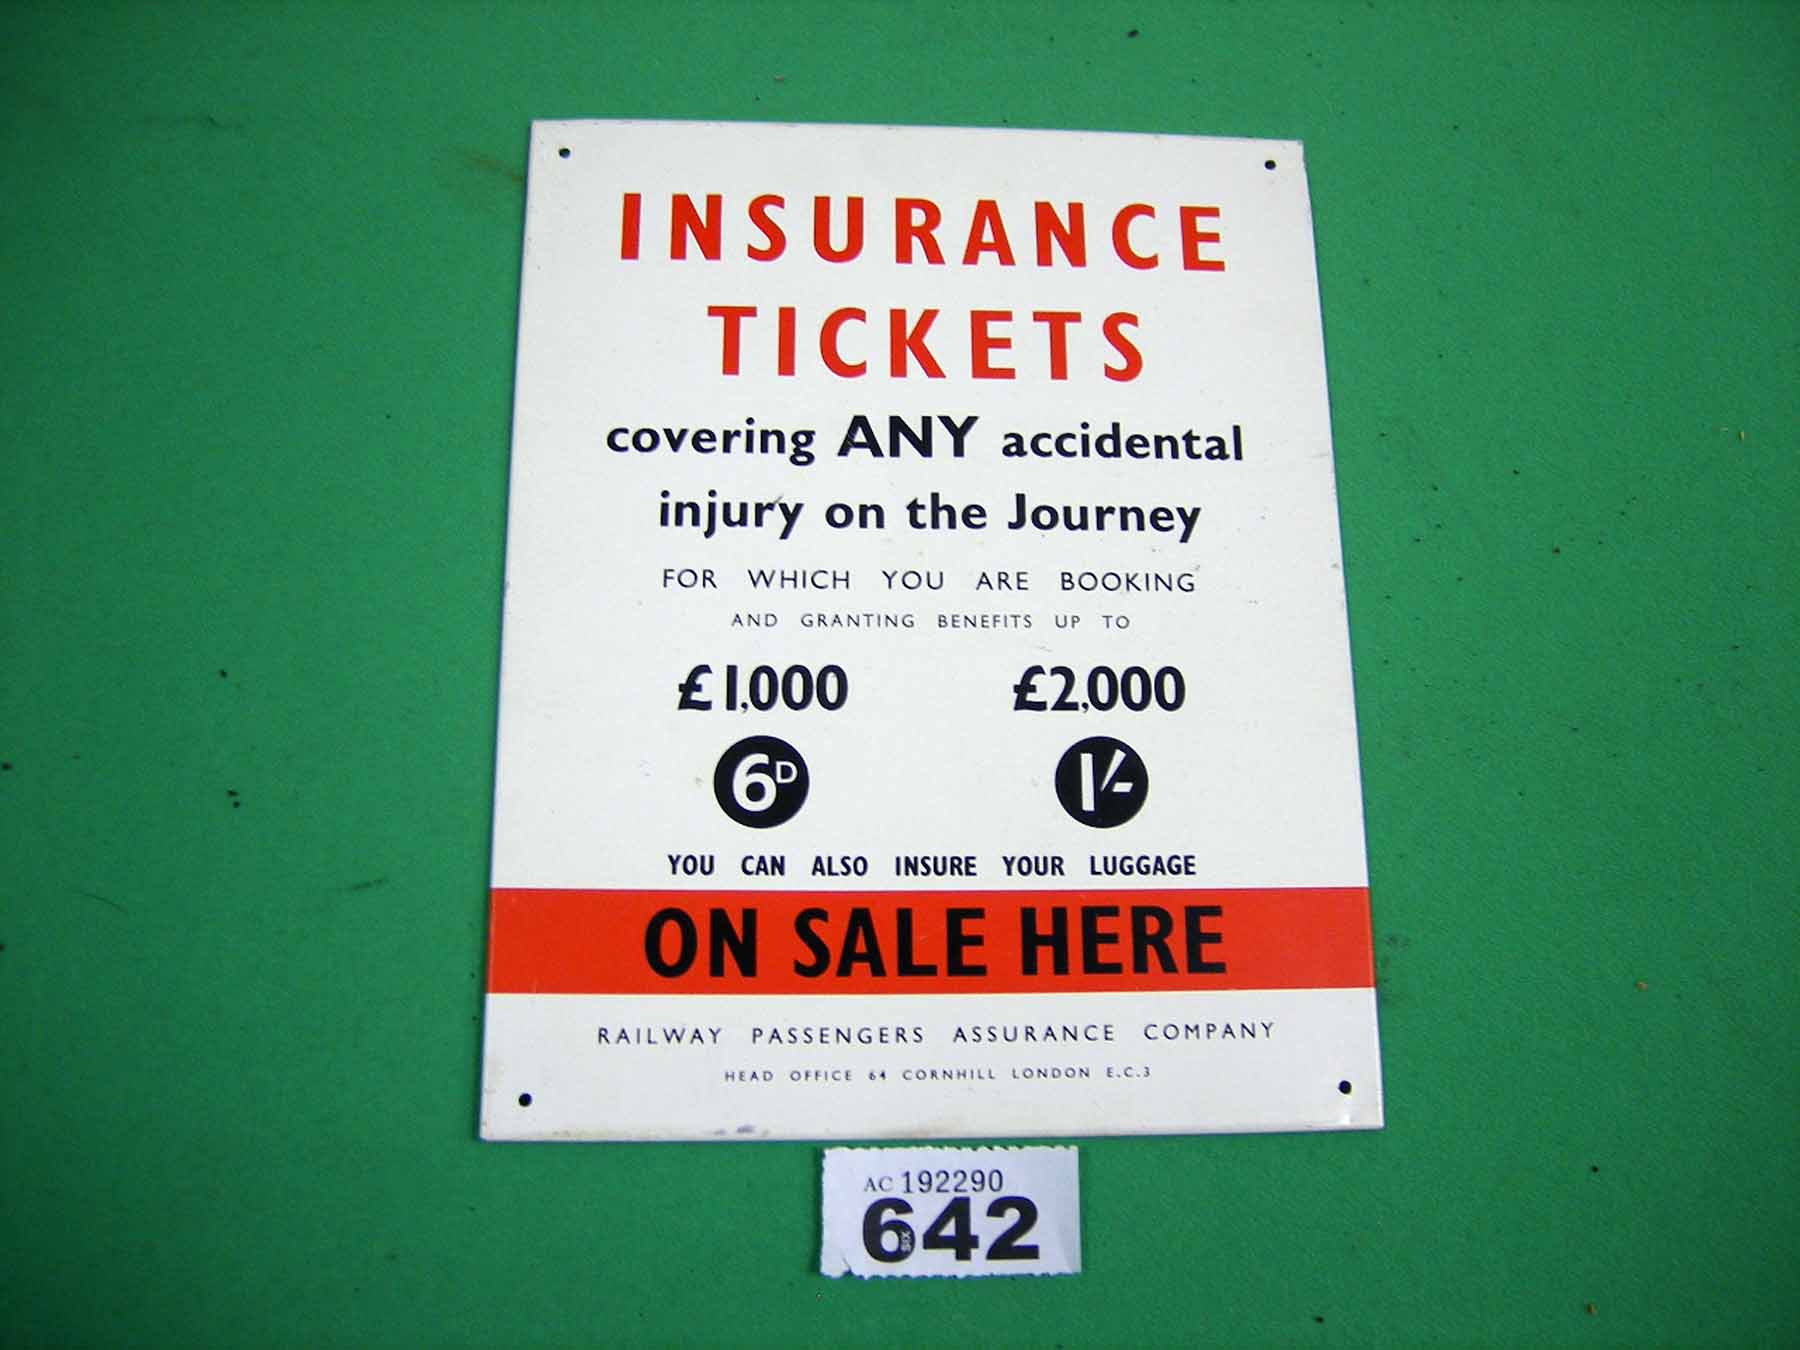 INSURANCE
TICKETS
covering ANY accidental
injury on the Journey
FOR WHICH YOU ARE BOOKING
AND GRANTING BENEFITS UP TO
£1,000 £2,000
6D 1/-
YOU CAN ALSO INSURE YOUR LUGGAGE
ON SALE HERE
RAILWAY PASSENGERS ASSURANCE COMPANY
HEAD OFFICE 64 CORNHILL LONDON E.C.3
AC 192290
642
SIX